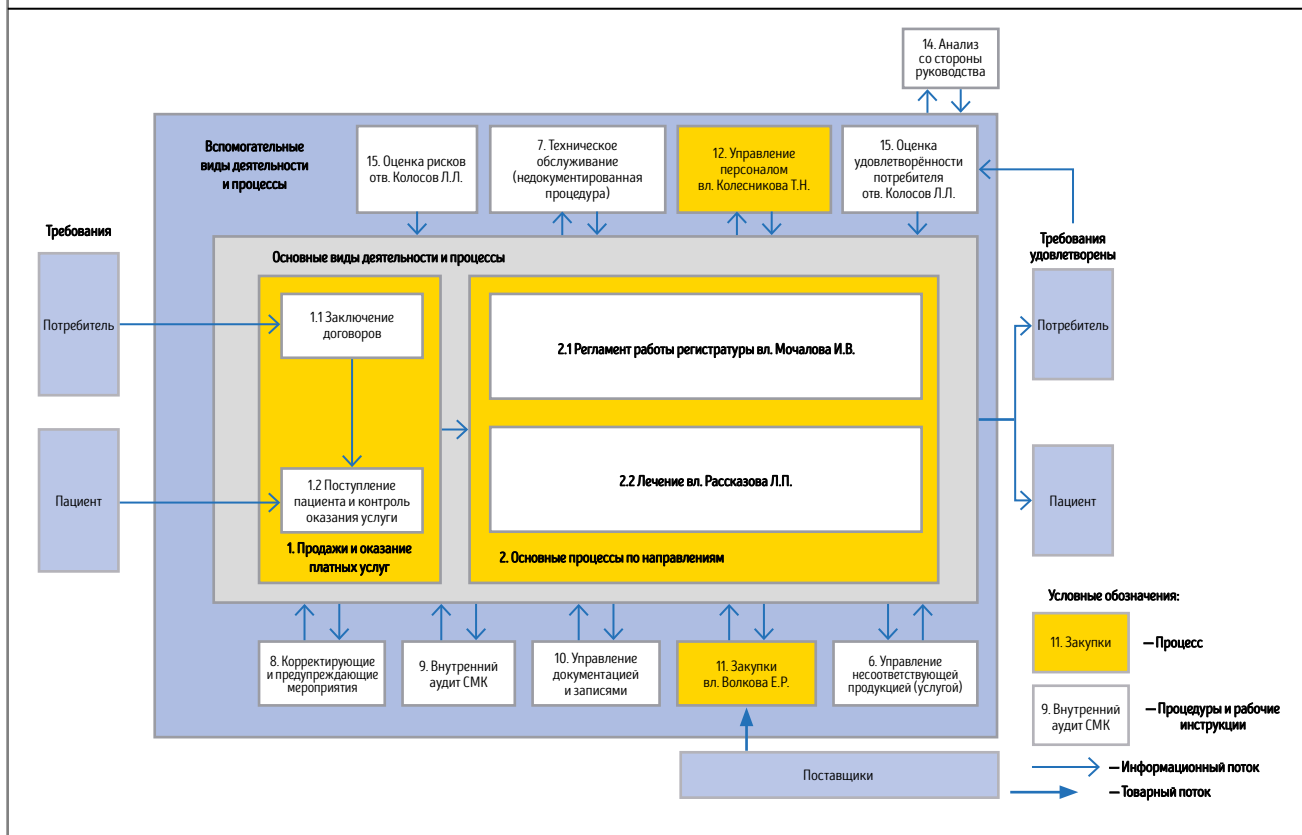 14. Анализ
со стороны
руководства
Вспомогательные
виды деятельности
и процессы
15. Оценка рисков
отв. Колосов Л.Л.
7. Техническое
обслуживание
(недокументированная
процедура)
12. Управление
персоналом
вл. Колесникова Т.Н.
15. Оценка
удовлетворённости
потребителя
отв. Колосов Л.Л.
Требования
Требования
удовлетворены
Основные виды деятельности и процессы
Потребитель
1.1 Заключение
договоров
2.1 Регламент работы регистратуры вл. Мочалова И.В.
Потребитель
Пациент
1.2 Поступление
пациента и контроль
оказания услуги
2.2 Лечение вл. Рассказова Л.П.
Пациент
1. Продажи и оказание
платных услуг
2. Основные процессы по направлениям
8. Корректирующие
и предупреждающие
мероприятия
9. Внутренний
аудит СМК
10. Управление
документацией
и записями
11. Закупки
вл. Волкова Е.Р.
6. Управление
несоответствующей
продукцией (услугой)
Поставщики
Условные обозначения:
11. Закупки
— Процесс
9. Внутренний
аудит СМК
— Процедуры и рабочие
инструкции
— Информационный поток
— Товарный поток